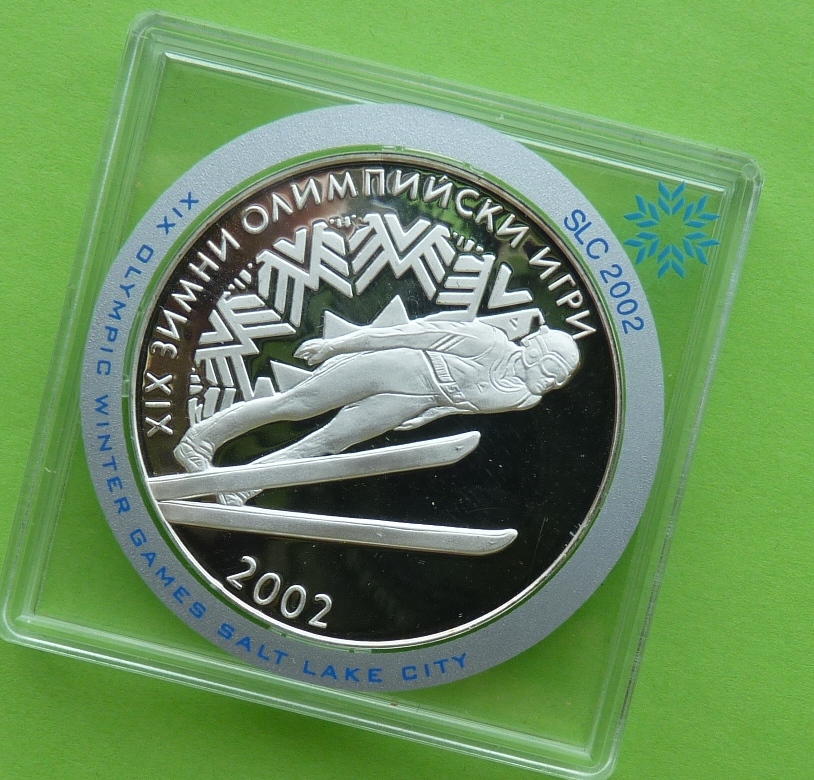 XIX ЗИМНИ ОЛИМПИЙСКИ ИГРИ
2002
XIX OLYMPIC WINTER GAMES SALT LAKE CITY
SLC 2002